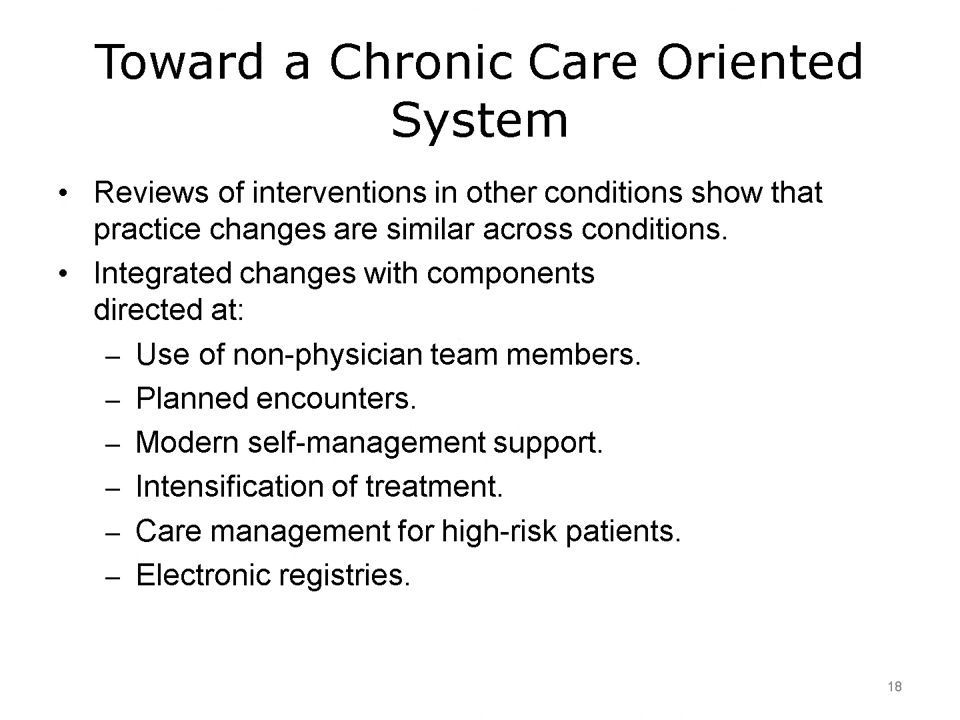 Toward a Chronic Care Oriented
System
• Reviews of interventions in other conditions show that
practice changes are similar across conditions.
• Integrated changes with components
directed at:
– Use of non-physician team members.
– Planned encounters.
– Modern self-management support.
– Intensification of treatment.
– Care management for high-risk patients.
– Electronic registries.
18